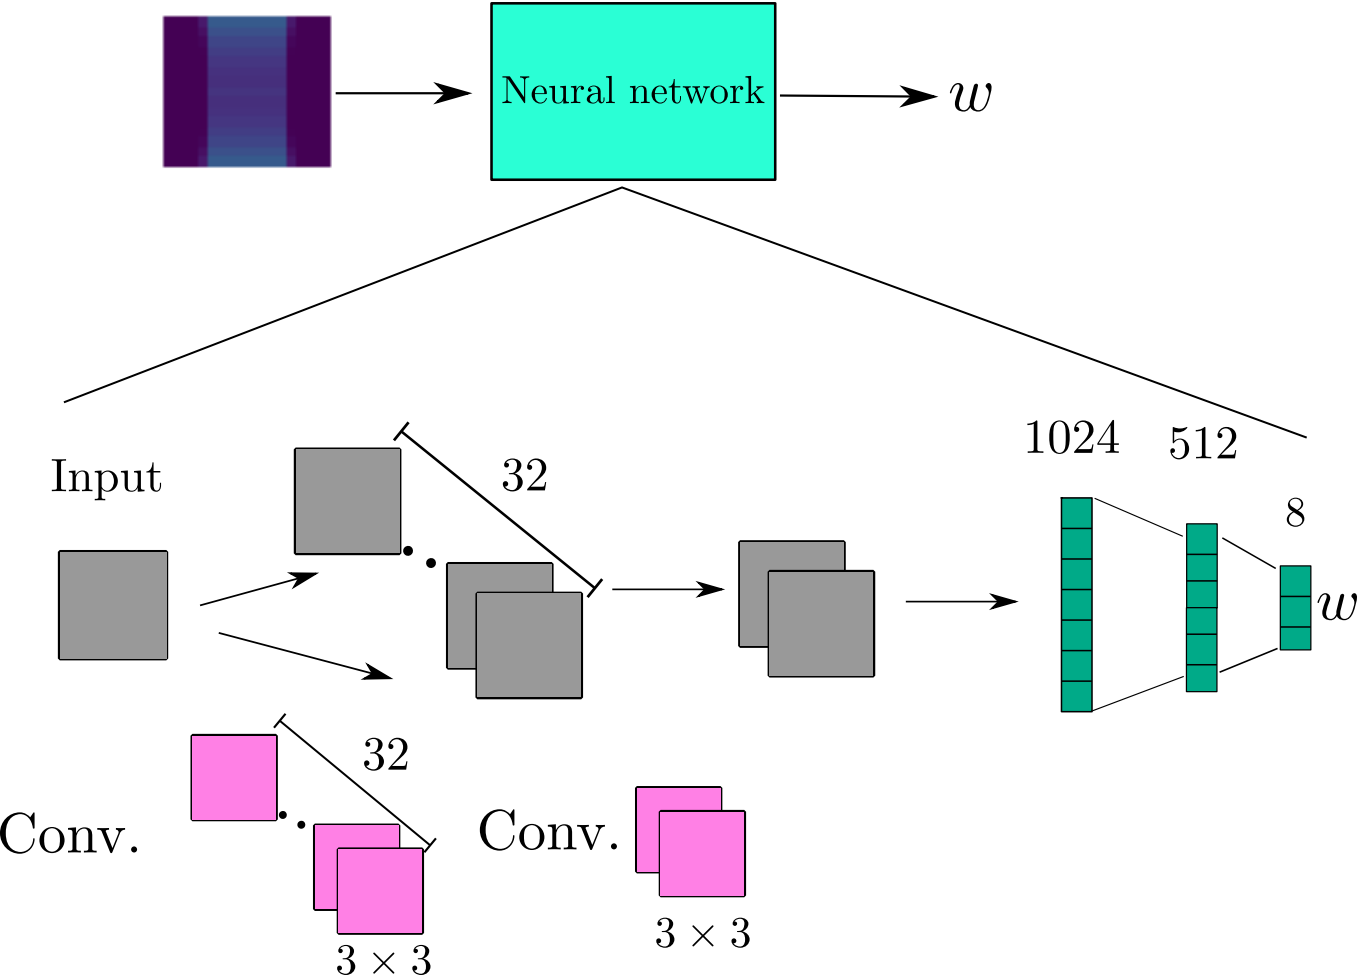 Neural network
w
1024
512
Input
32
8
w
32
Conv.
Conv.
3 × 3
3 × 3